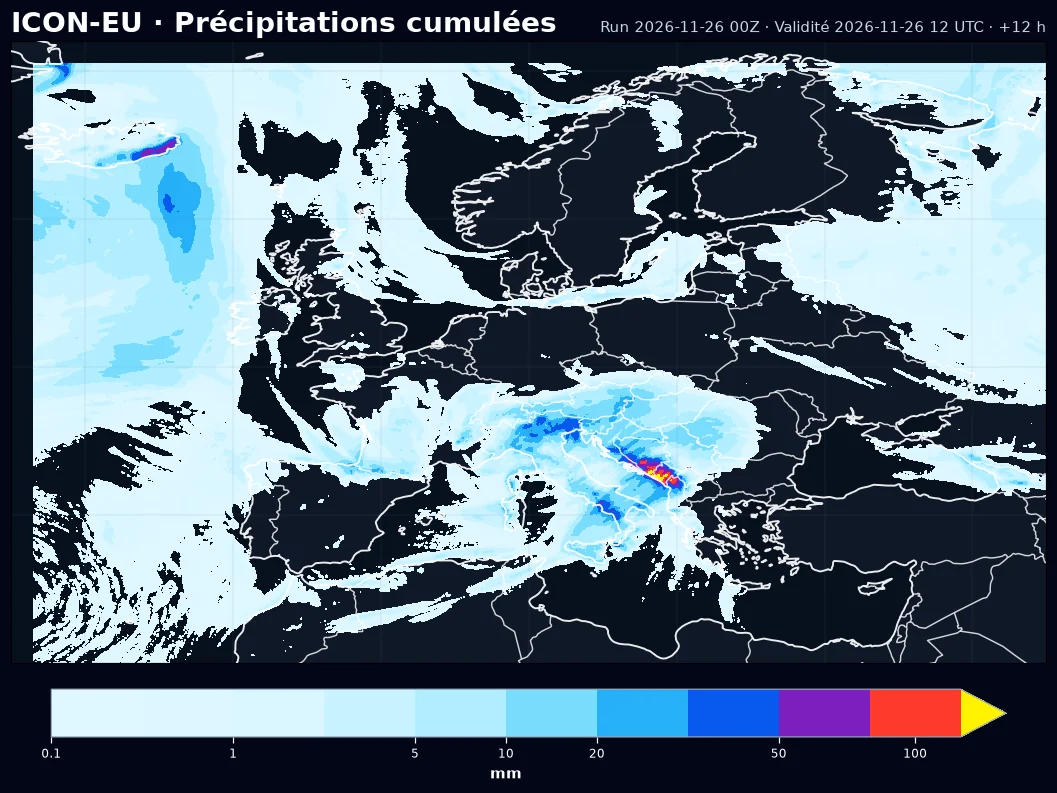 ICON-EU · Précipitations cumulées
Run 2026-11-26 00Z · Validité 2026-11-26 12 UTC · +12 h
0.1 1 5 10 20 50 100
mm